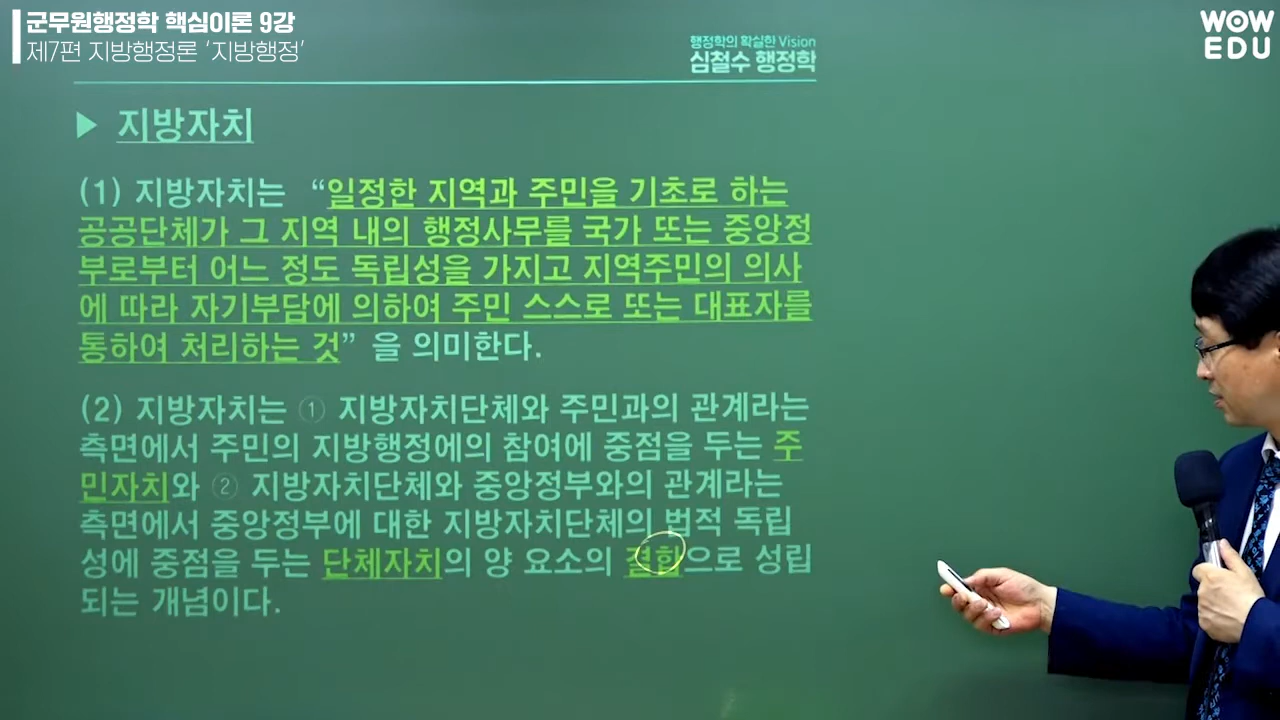 군무원행정학 핵심이론 9강
제7편 지방행정론 '지방행정'
WOW
EDU
행정학의 확실한 Vision
심철수 행정학
▶ 지방자치
(1) 지방자치는 “일정한 지역과 주민을 기초로 하는
공공단체가 그 지역 내의 행정사무를 국가 또는 중앙정
부로부터 어느 정도 독립성을 가지고 지역주민의 의사
에 따라 자기부담에 의하여 주민 스스로 또는 대표자를
통하여 처리하는 것” 을 의미한다.
(2) 지방자치는 ① 지방자치단체와 주민과의 관계라는
측면에서 주민의 지방행정에의 참여에 중점을 두는 주
민자치와 ② 지방자치단체와 중앙정부와의 관계라는
측면에서 중앙정부에 대한 지방자치단체의 법적 독립
성에 중점을 두는 단체자치의 양 요소의 결합으로 성립
되는 개념이다.